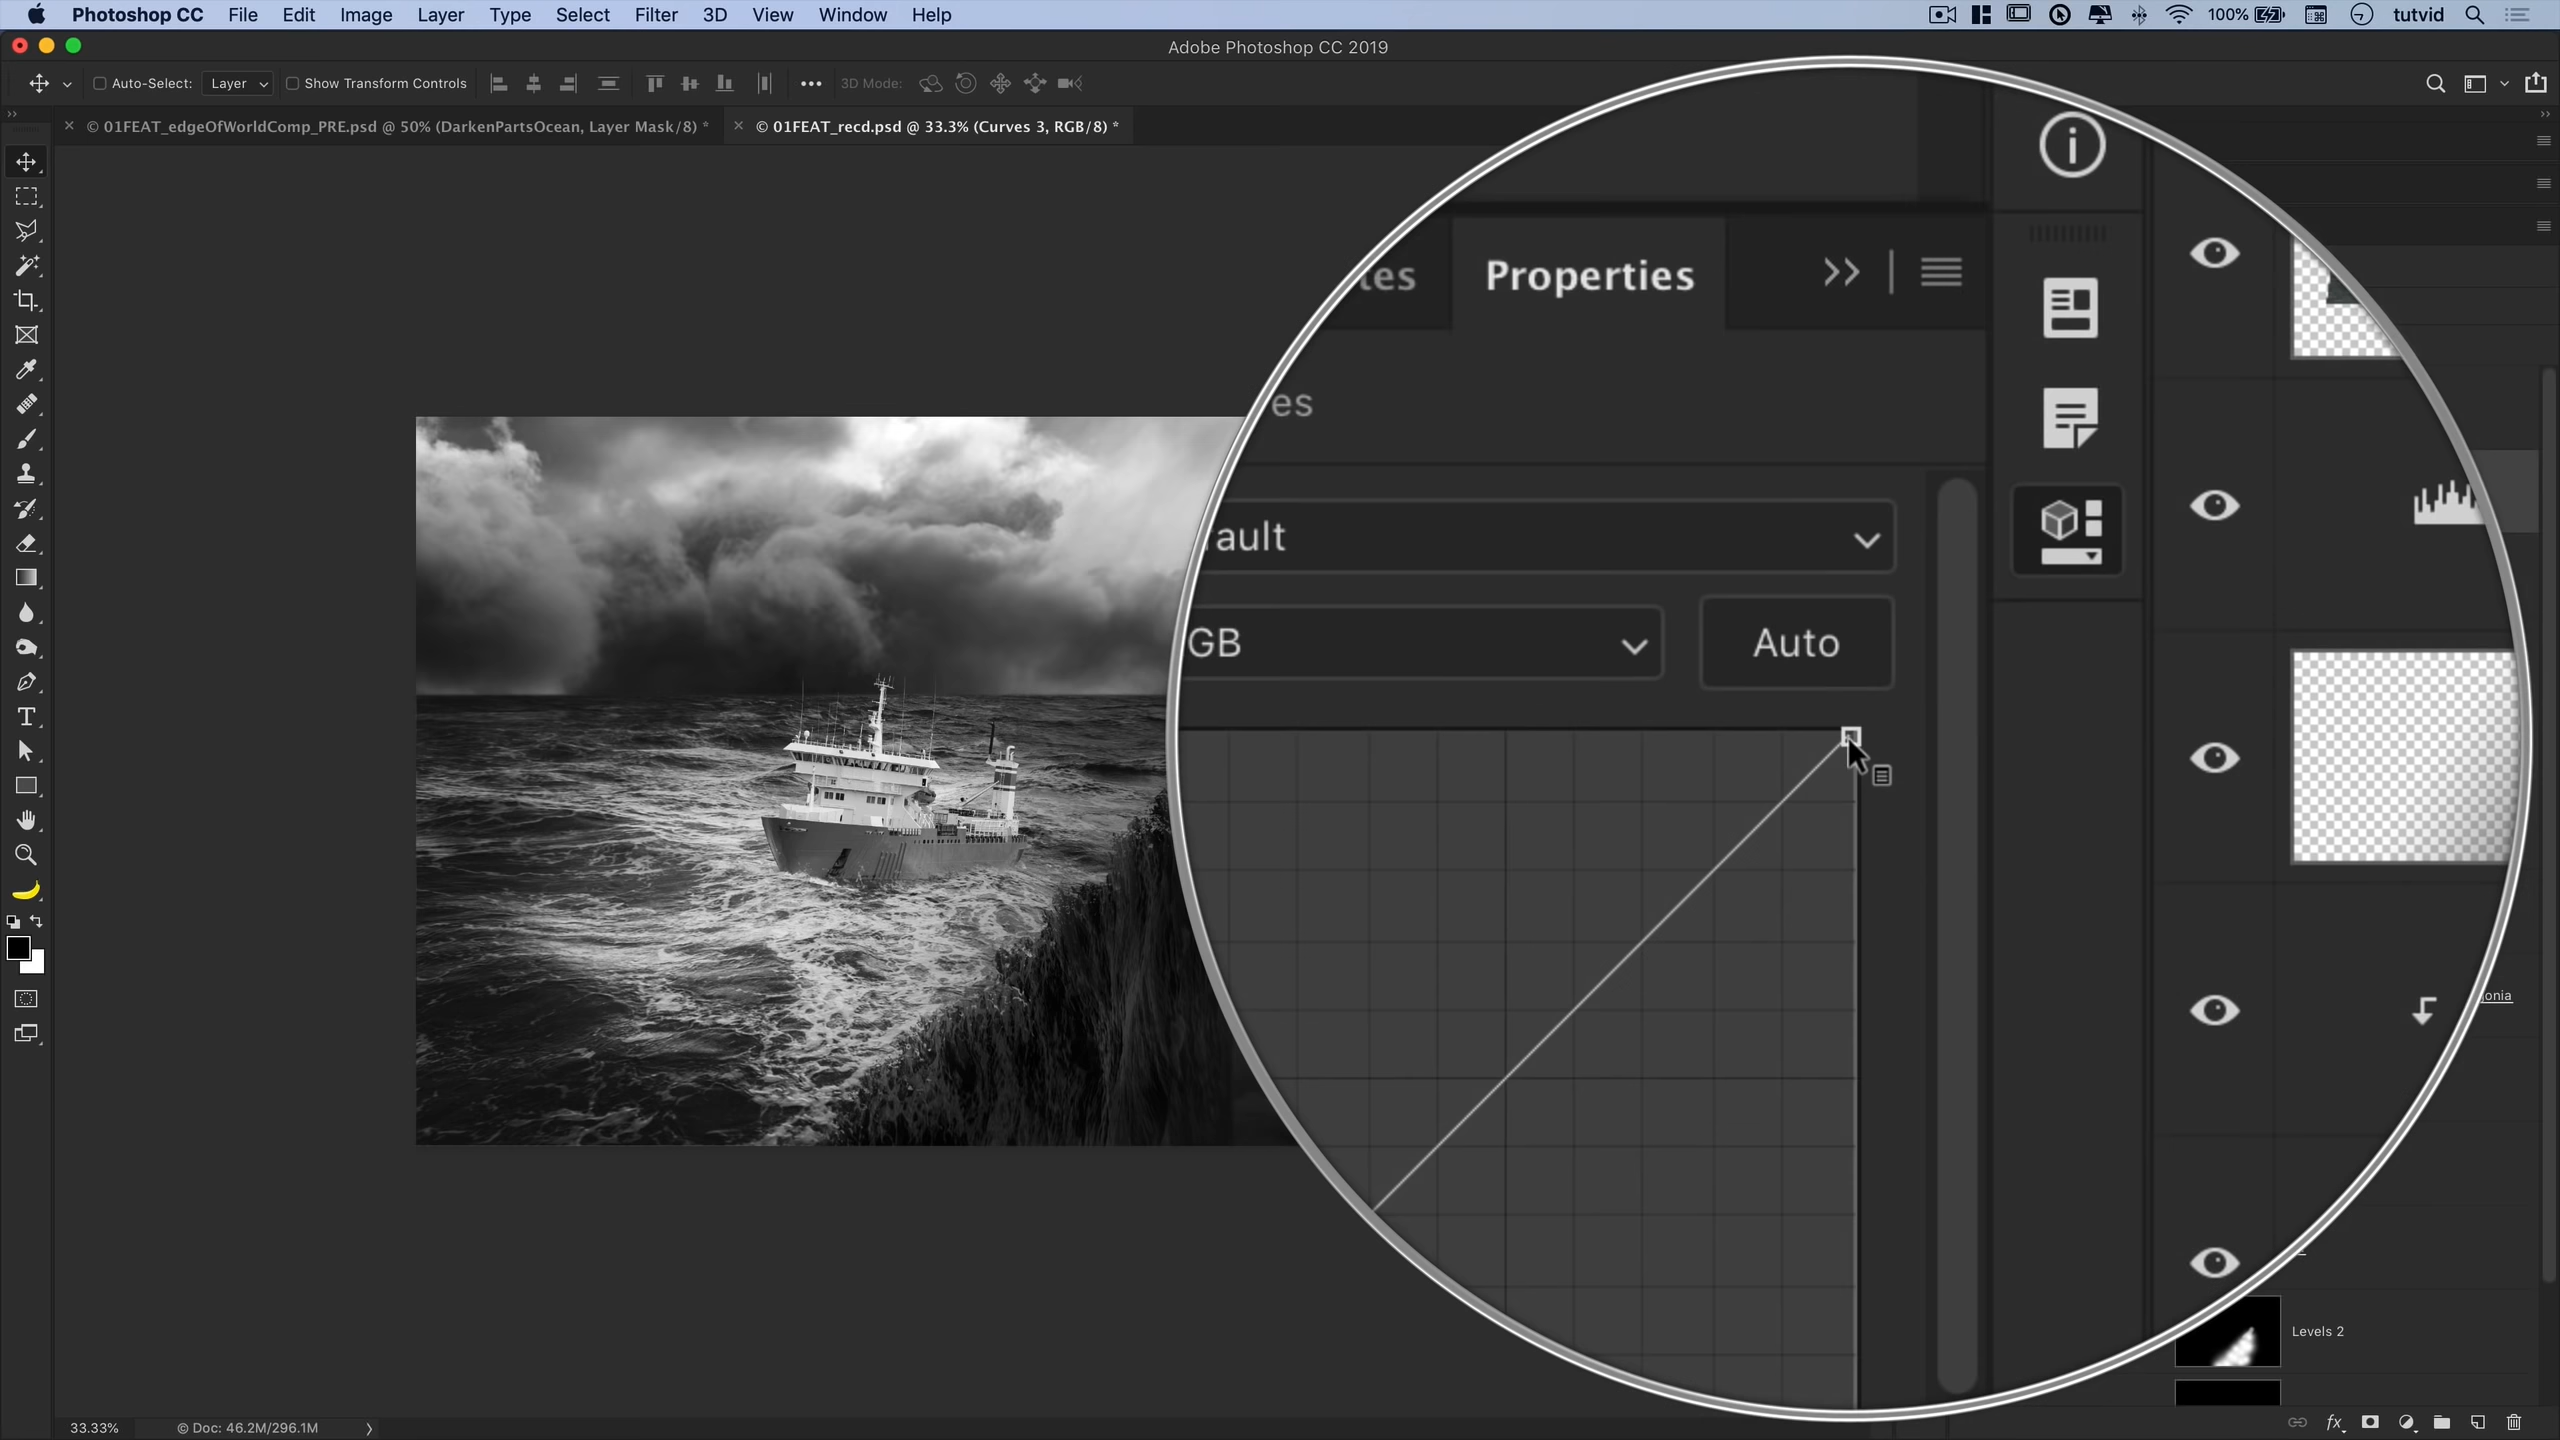 Photoshop CC File Edit Image Layer Type Select Filter 3D View Window Help 100% tutvid
Adobe Photoshop CC 2019
Auto-Select: Layer Show Transform Controls 3D Mode:
© 01FEAT_edgeOfWorldComp_PRE.psd @ 50% (DarkenPartsOcean, Layer Mask/8) * © 01FEAT_recd.psd @ 33.3% (Curves 3, RGB/8) *
tes Properties
es
ault
GB Auto
onia
Levels 2
33.33% © Doc: 46.2M/296.1M
fx